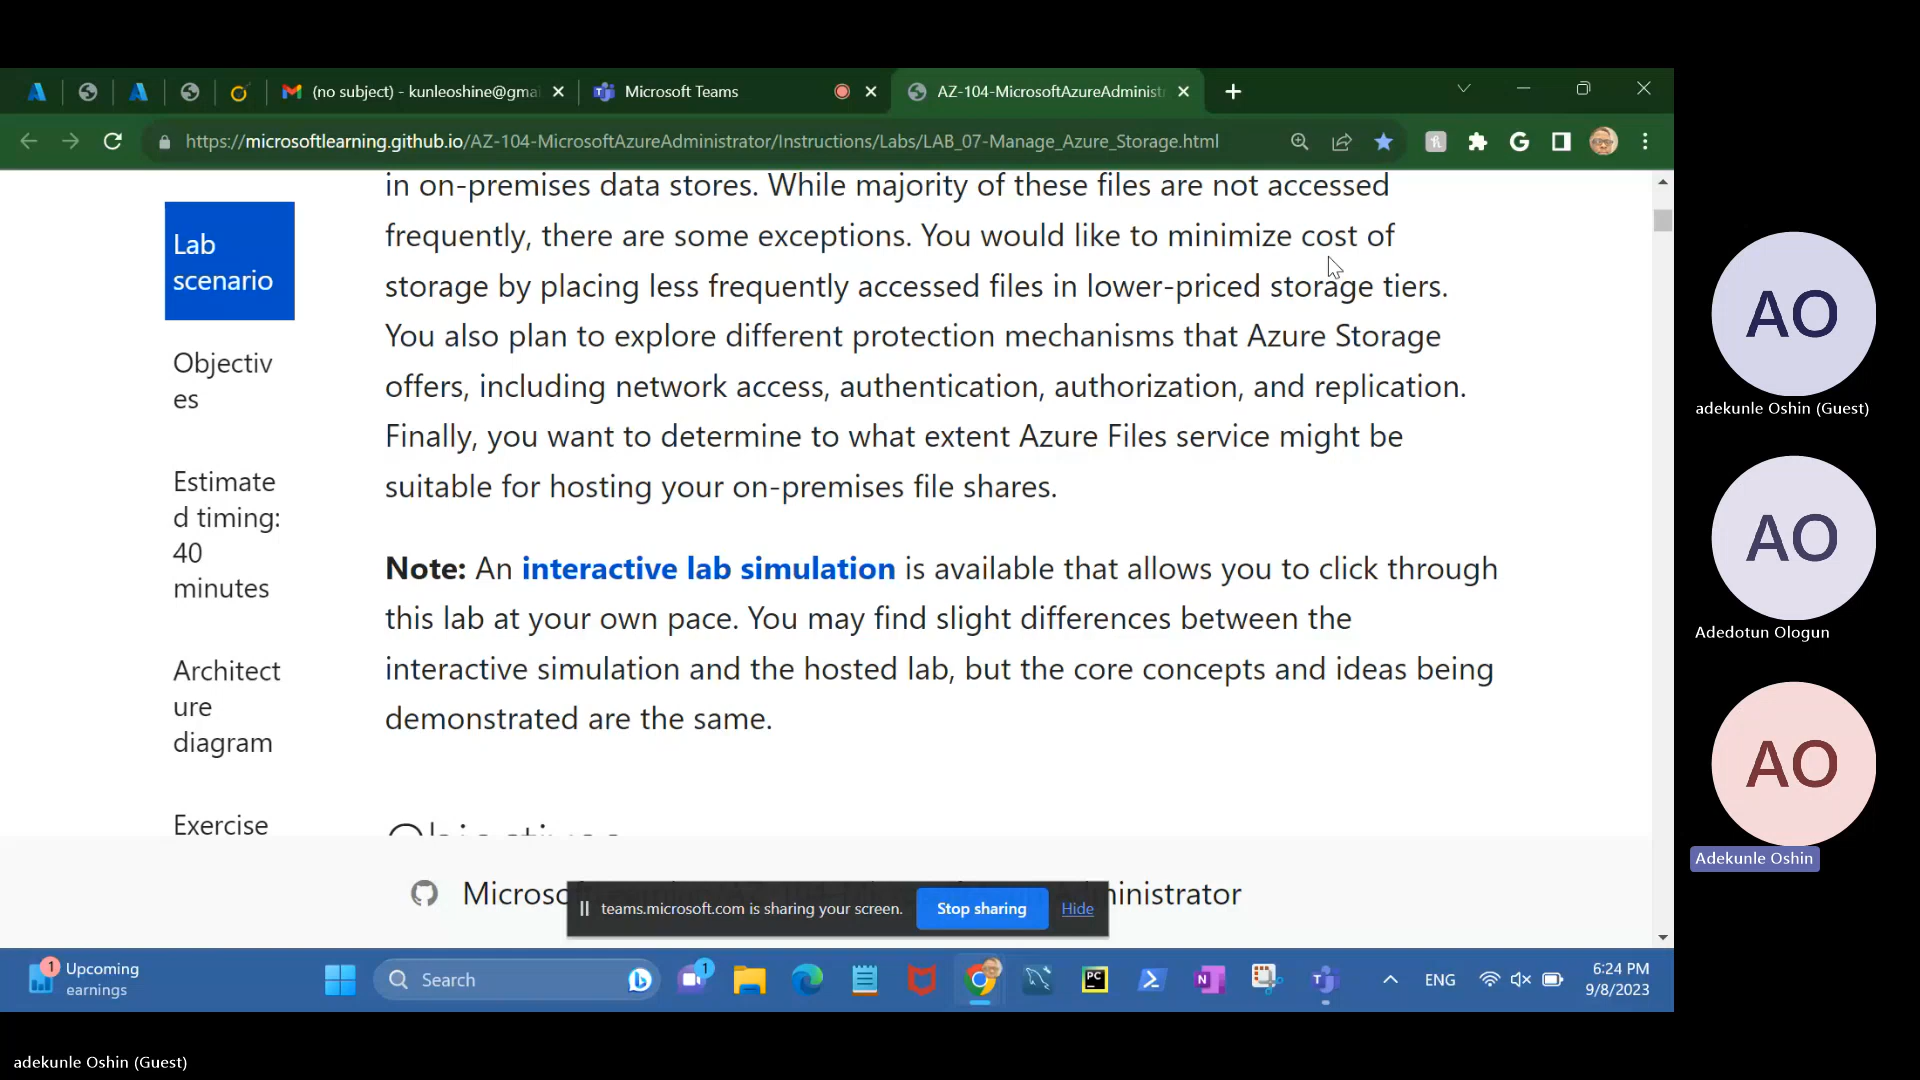 (no subject) - kunleoshine@gma
Microsoft Teams
AZ-104-MicrosoftAzureAdministr
https://microsoftlearning.github.io/AZ-104-MicrosoftAzureAdministrator/Instructions/Labs/LAB_07-Manage_Azure_Storage.html
Lab
scenario
Objectiv
es
Estimate
d timing:
40
minutes
Architect
ure
diagram
Exercise
in on-premises data stores. While majority of these files are not accessed
frequently, there are some exceptions. You would like to minimize cost of
storage by placing less frequently accessed files in lower-priced storage tiers.
You also plan to explore different protection mechanisms that Azure Storage
offers, including network access, authentication, authorization, and replication.
Finally, you want to determine to what extent Azure Files service might be
suitable for hosting your on-premises file shares.
Note: An interactive lab simulation is available that allows you to click through
this lab at your own pace. You may find slight differences between the
interactive simulation and the hosted lab, but the core concepts and ideas being
demonstrated are the same.
teams.microsoft.com is sharing your screen.
Stop sharing
Hide
1
Upcoming
earnings
Search
1
PC
N
ENG
6:24 PM
9/8/2023
AO
adekunle Oshin (Guest)
AO
Adedotun Ologun
AO
Adekunle Oshin
adekunle Oshin (Guest)